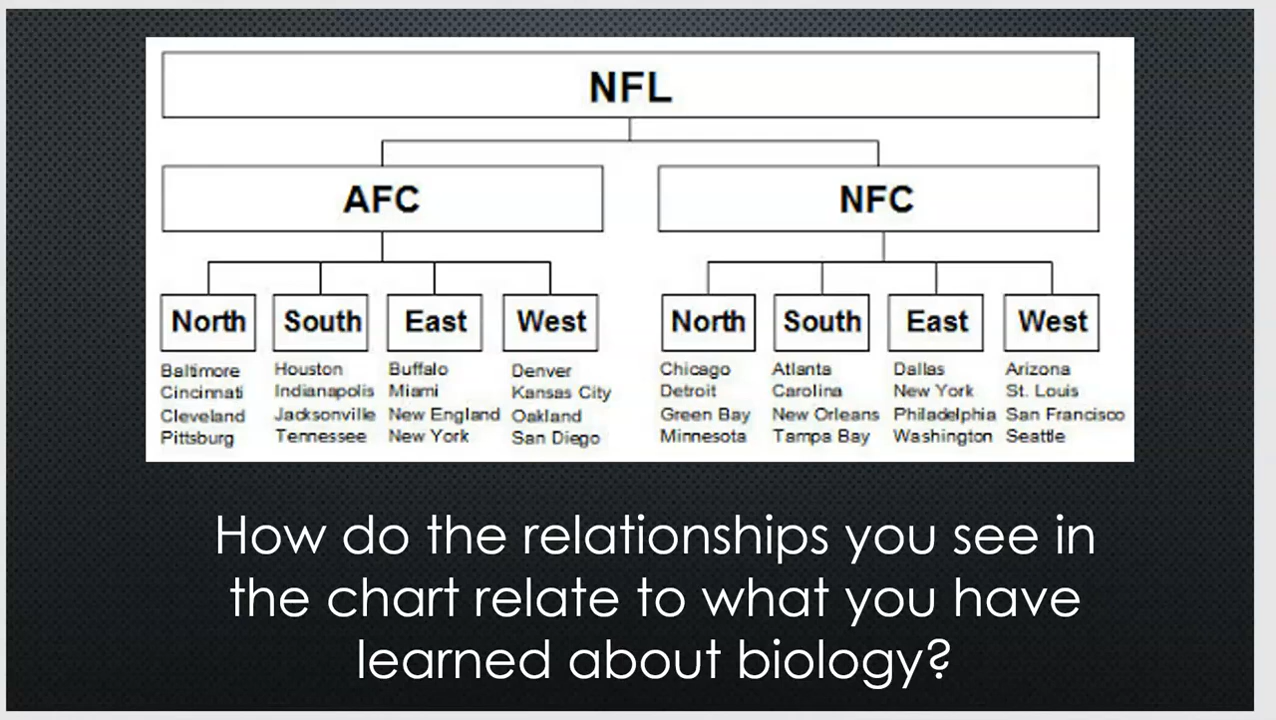 NFL
AFC NFC
North South East West North South East West
Baltimore Houston Buffalo Denver Chicago Atlanta Dallas Arizona
Cincinnati Indianapolis Miami Kansas City Detroit Carolina New York St. Louis
Cleveland Jacksonville New England Oakland Green Bay New Orleans Philadelphia San Francisco
Pittsburg Tennessee New York San Diego Minnesota Tampa Bay Washington Seattle
How do the relationships you see in
the chart relate to what you have
learned about biology?